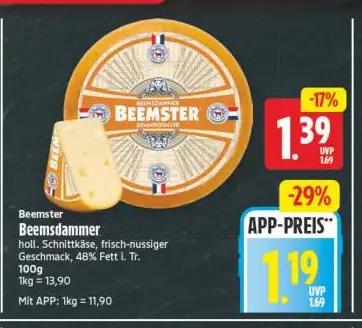 BEEMSDAMMER
BEEMSTER
-17%
1.39
UVP
1.69
-29%
APP-PREIS**
1.19
UVP
1.69
Beemster
Beemsdammer
holl. Schnittkäse, frisch-nussiger
Geschmack, 48% Fett i. Tr.
100g
1kg = 13,90
Mit APP: 1kg = 11,90